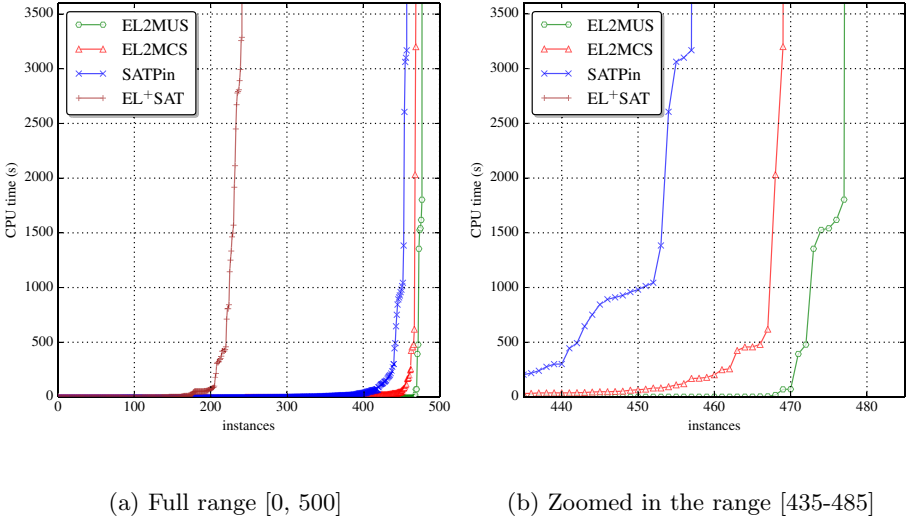 3500
3000
2500
2000
1500
1000
500
0
CPU time (s)
EL2MUS
EL2MCS
SATPin
EL⁺SAT
0 100 200 300 400 500
instances
3500
3000
2500
2000
1500
1000
500
0
CPU time (s)
EL2MUS
EL2MCS
SATPin
EL⁺SAT
440 450 460 470 480
instances
(a) Full range [0, 500]
(b) Zoomed in the range [435-485]